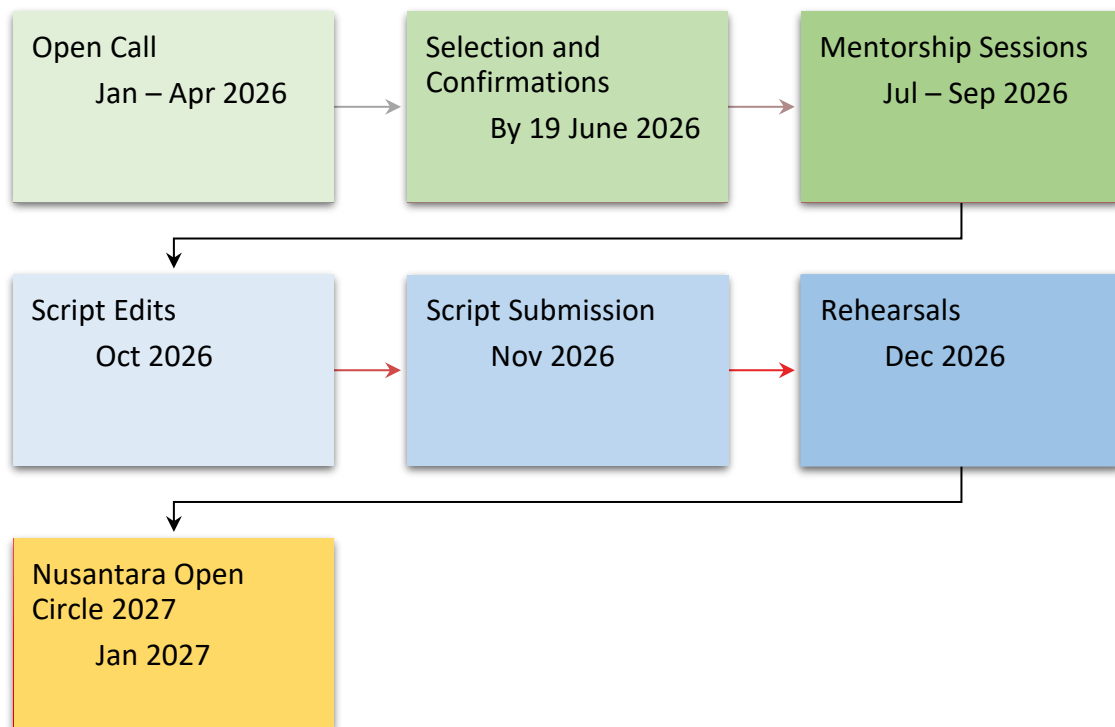 Open Call
Jan – Apr 2026
Selection and
Confirmations
By 19 June 2026
Mentorship Sessions
Jul – Sep 2026
Script Edits
Oct 2026
Script Submission
Nov 2026
Rehearsals
Dec 2026
Nusantara Open
Circle 2027
Jan 2027